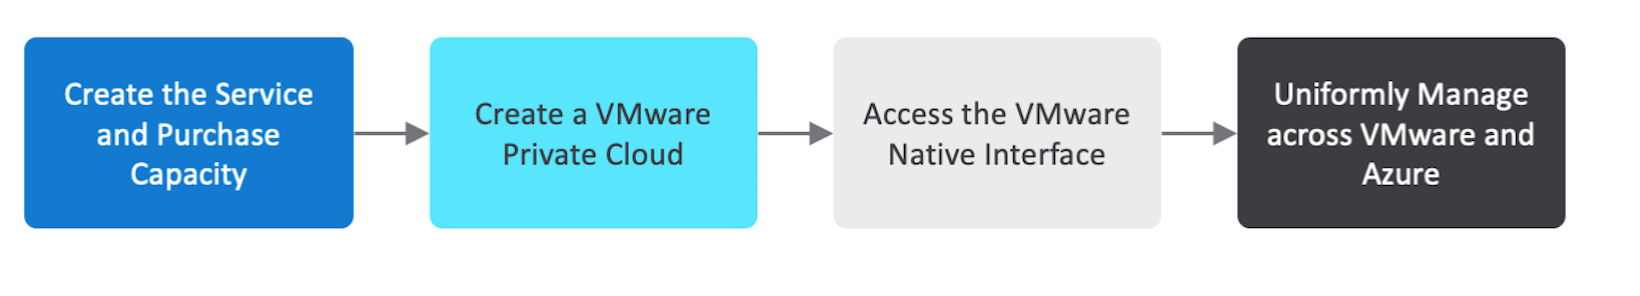 Create the Service
and Purchase
Capacity
Create a VMware
Private Cloud
Access the VMware
Native Interface
Uniformly Manage
across VMware and
Azure